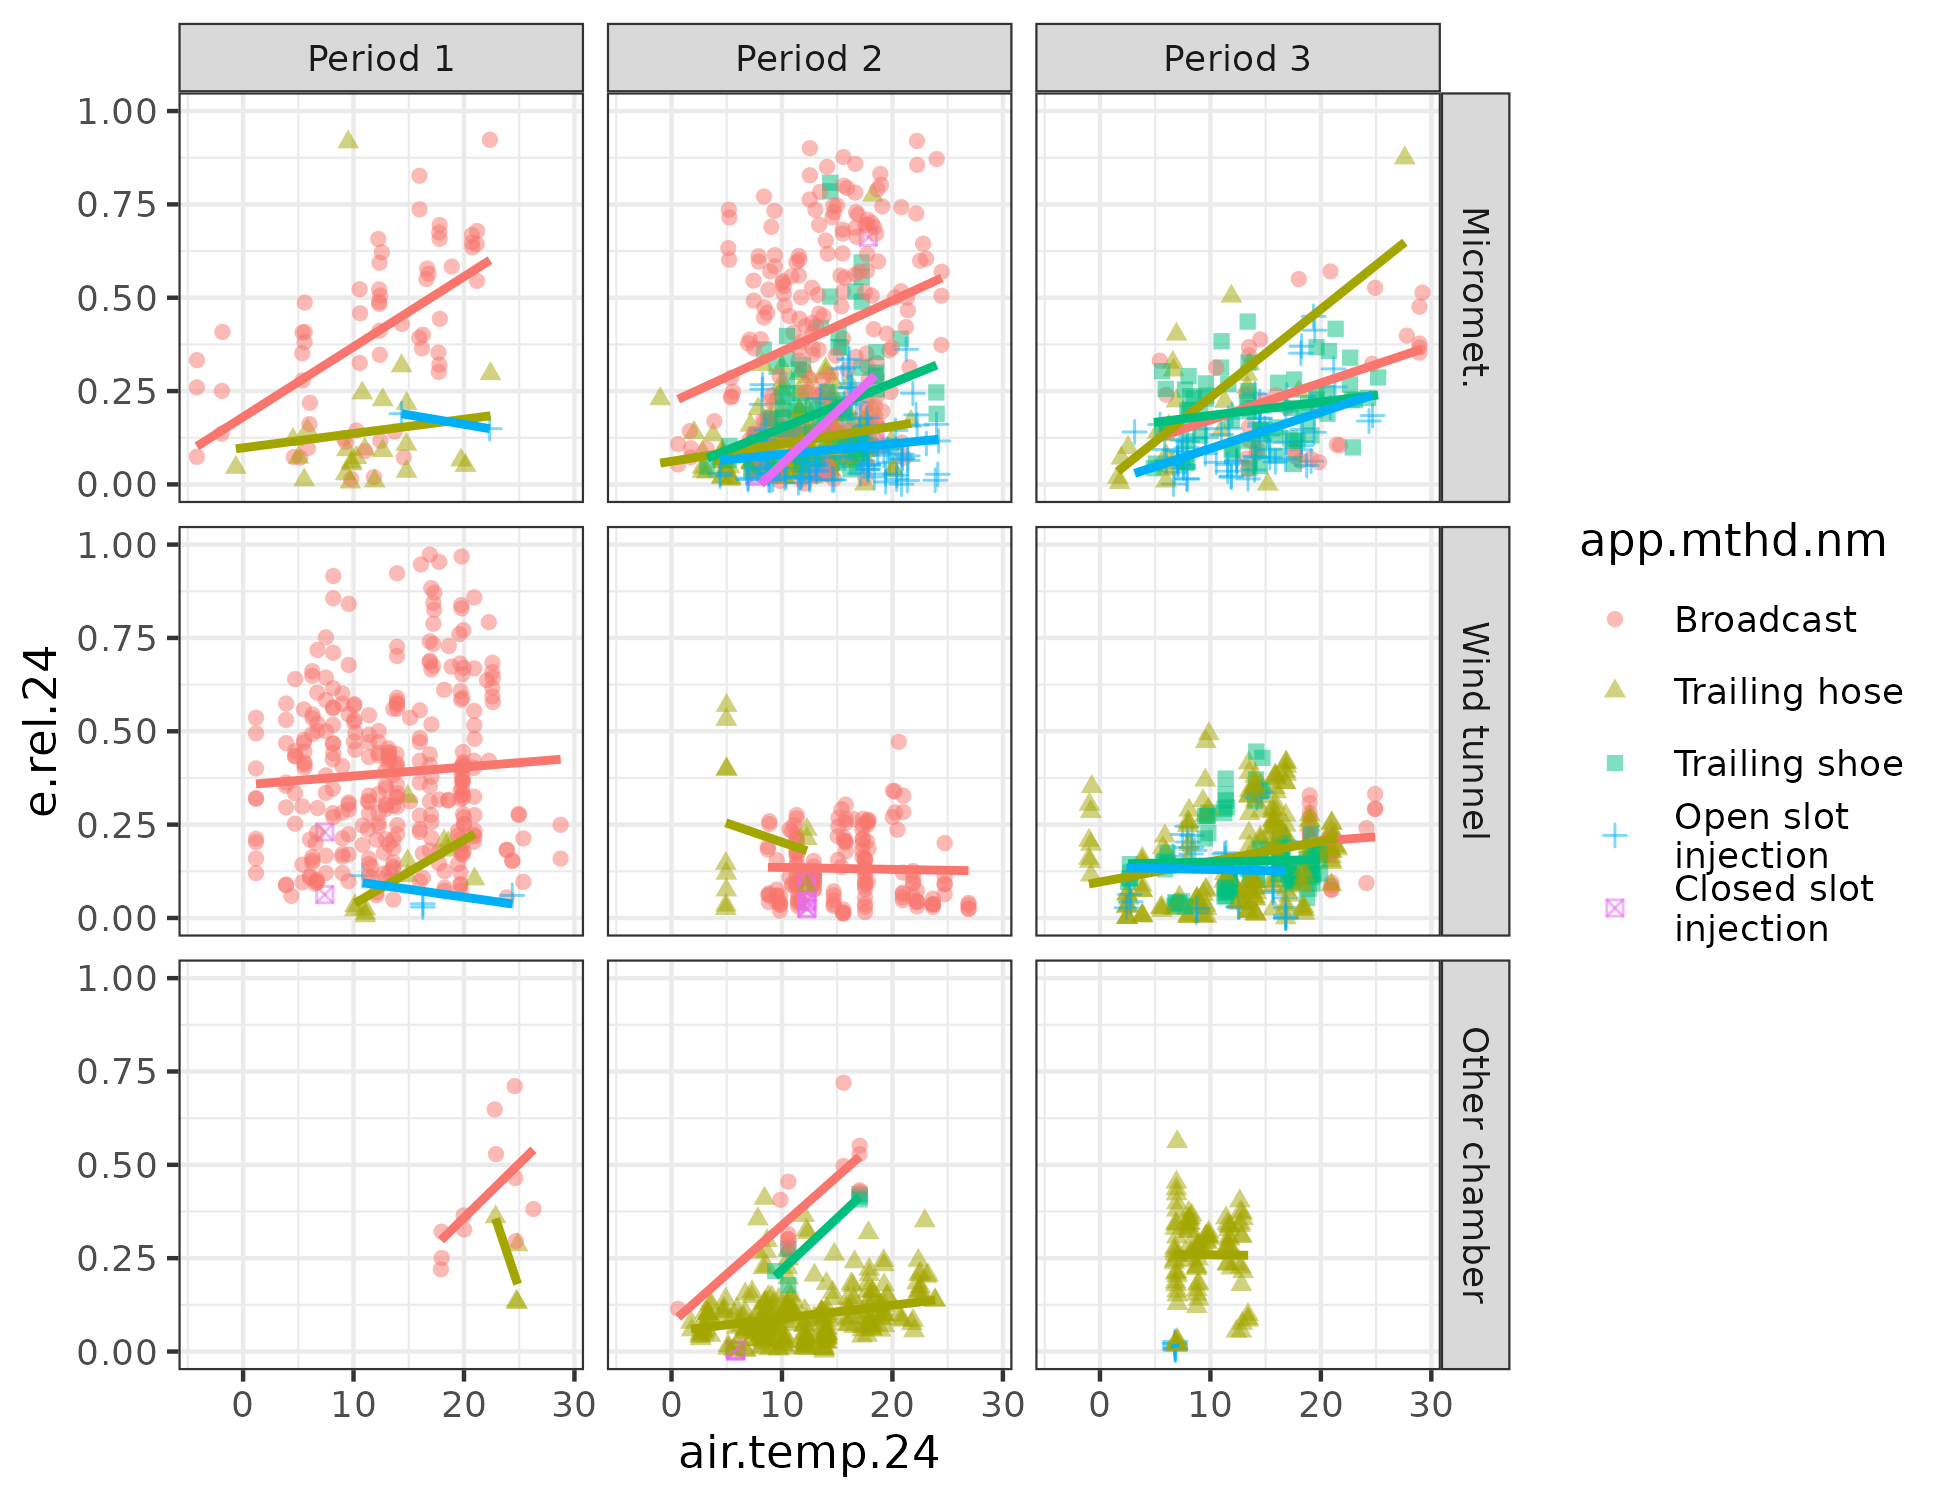 Period 1
Period 2
Period 3
1.00
0.75
0.50
0.25
0.00
Micromet.
1.00
0.75
0.50
0.25
0.00
Wind tunnel
1.00
0.75
0.50
0.25
0.00
Other chamber
0 10 20 30
0 10 20 30
0 10 20 30
air.temp.24
e.rel.24
app.mthd.nm
Broadcast
Trailing hose
Trailing shoe
Open slot
injection
Closed slot
injection